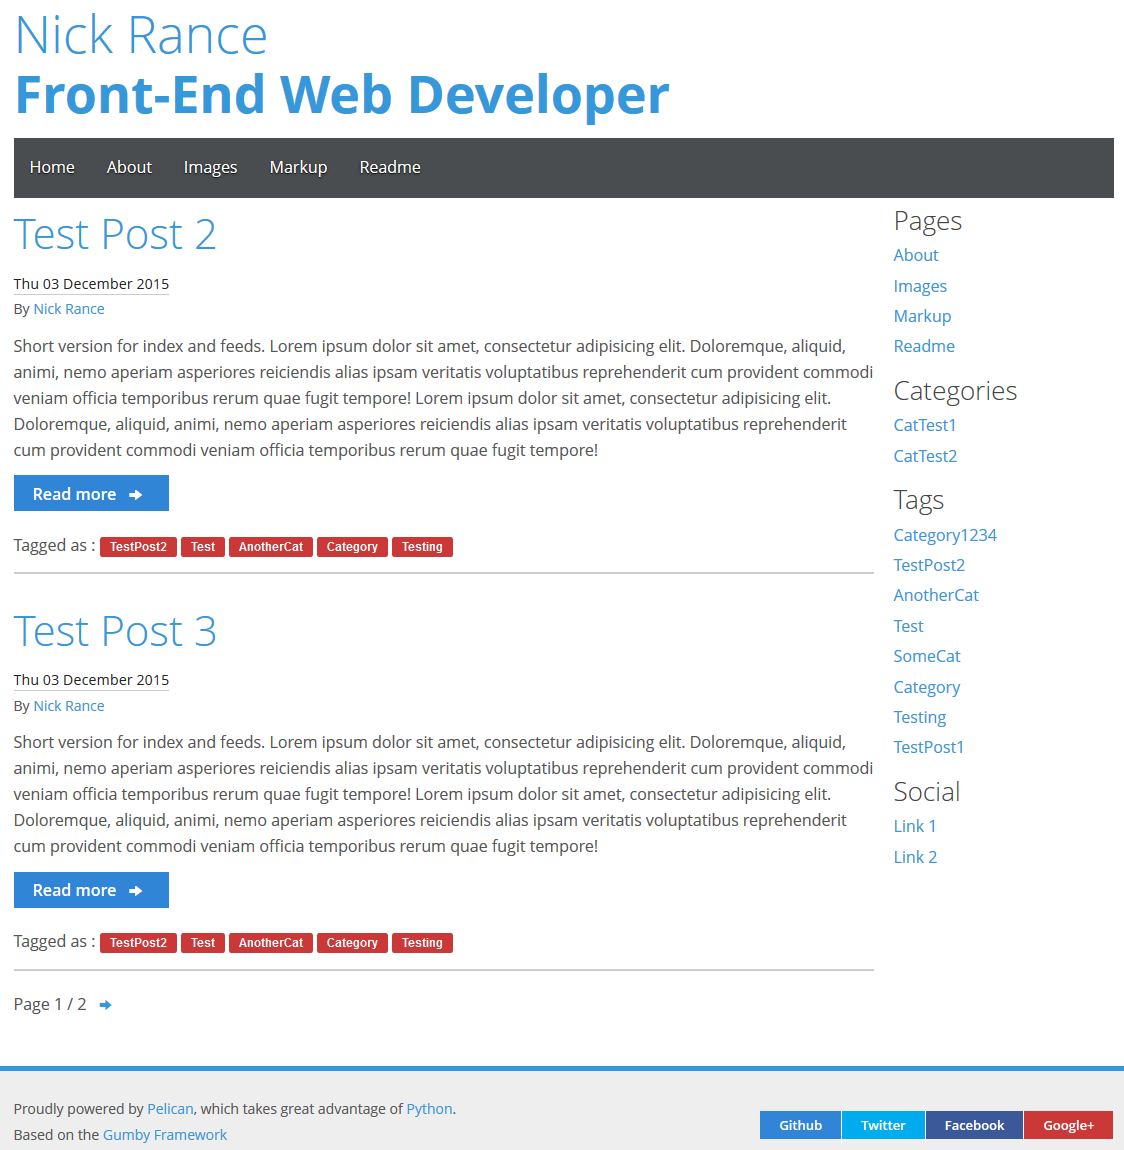 Nick Rance
Front-End Web Developer
Home About Images Markup Readme
Test Post 2
Thu 03 December 2015
By Nick Rance
Short version for index and feeds. Lorem ipsum dolor sit amet, consectetur adipisicing elit. Doloremque, aliquid,
animi, nemo aperiam asperiores reiciendis alias ipsam veritatis voluptatibus reprehenderit cum provident commodi
veniam officia temporibus rerum quae fugit tempore! Lorem ipsum dolor sit amet, consectetur adipisicing elit.
Doloremque, aliquid, animi, nemo aperiam asperiores reiciendis alias ipsam veritatis voluptatibus reprehenderit
cum provident commodi veniam officia temporibus rerum quae fugit tempore!
Read more
Tagged as : TestPost2 Test AnotherCat Category Testing
Test Post 3
Thu 03 December 2015
By Nick Rance
Short version for index and feeds. Lorem ipsum dolor sit amet, consectetur adipisicing elit. Doloremque, aliquid,
animi, nemo aperiam asperiores reiciendis alias ipsam veritatis voluptatibus reprehenderit cum provident commodi
veniam officia temporibus rerum quae fugit tempore! Lorem ipsum dolor sit amet, consectetur adipisicing elit.
Doloremque, aliquid, animi, nemo aperiam asperiores reiciendis alias ipsam veritatis voluptatibus reprehenderit
cum provident commodi veniam officia temporibus rerum quae fugit tempore!
Read more
Tagged as : TestPost2 Test AnotherCat Category Testing
Page 1 / 2
Pages
About
Images
Markup
Readme
Categories
CatTest1
CatTest2
Tags
Category1234
TestPost2
AnotherCat
Test
SomeCat
Category
Testing
TestPost1
Social
Link 1
Link 2
Proudly powered by Pelican, which takes great advantage of Python.
Based on the Gumby Framework
Github Twitter Facebook Google+